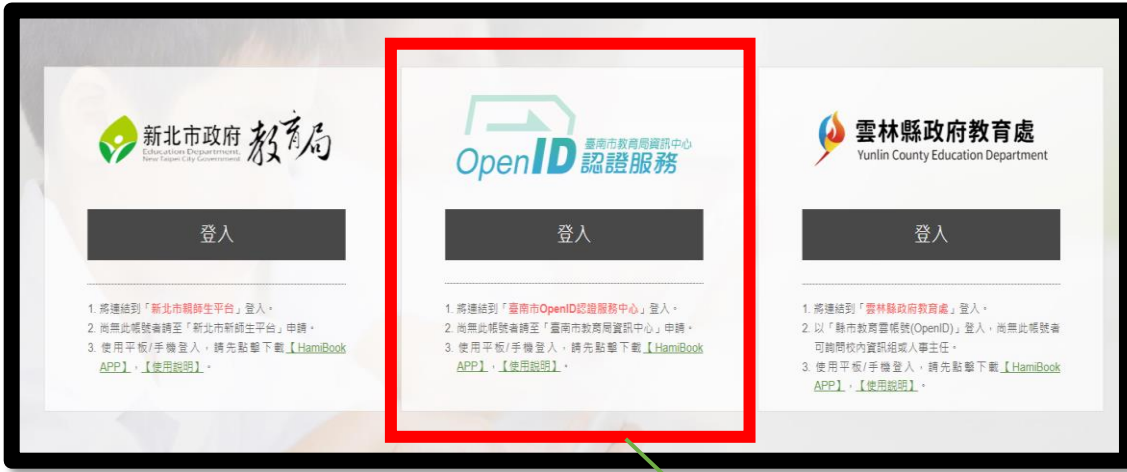 新北市政府 教育局
Education Department,
New Taipei City Government
登入
1. 將連結到「新北市親師生平台」登入。
2. 尚無此帳號者請至「新北市新師生平台」申請。
3. 使用平板/手機登入，請先點擊下載【HamiBook
APP】，【使用說明】。
臺南市教育局資訊中心
OpenID 認證服務
登入
1. 將連結到「臺南市OpenID認證服務中心」登入。
2. 尚無此帳號者請至「臺南市教育局資訊中心」申請。
3. 使用平板/手機登入，請先點擊下載【HamiBook
APP】，【使用說明】。
雲林縣政府教育處
Yunlin County Education Department
登入
1. 將連結到「雲林縣政府教育處」登入。
2. 以「縣市教育雲帳號(OpenID)」登入，尚無此帳號者
可詢問校內資訊組或人事主任。
3. 使用平板/手機登入，請先點擊下載【HamiBook
APP】，【使用說明】。